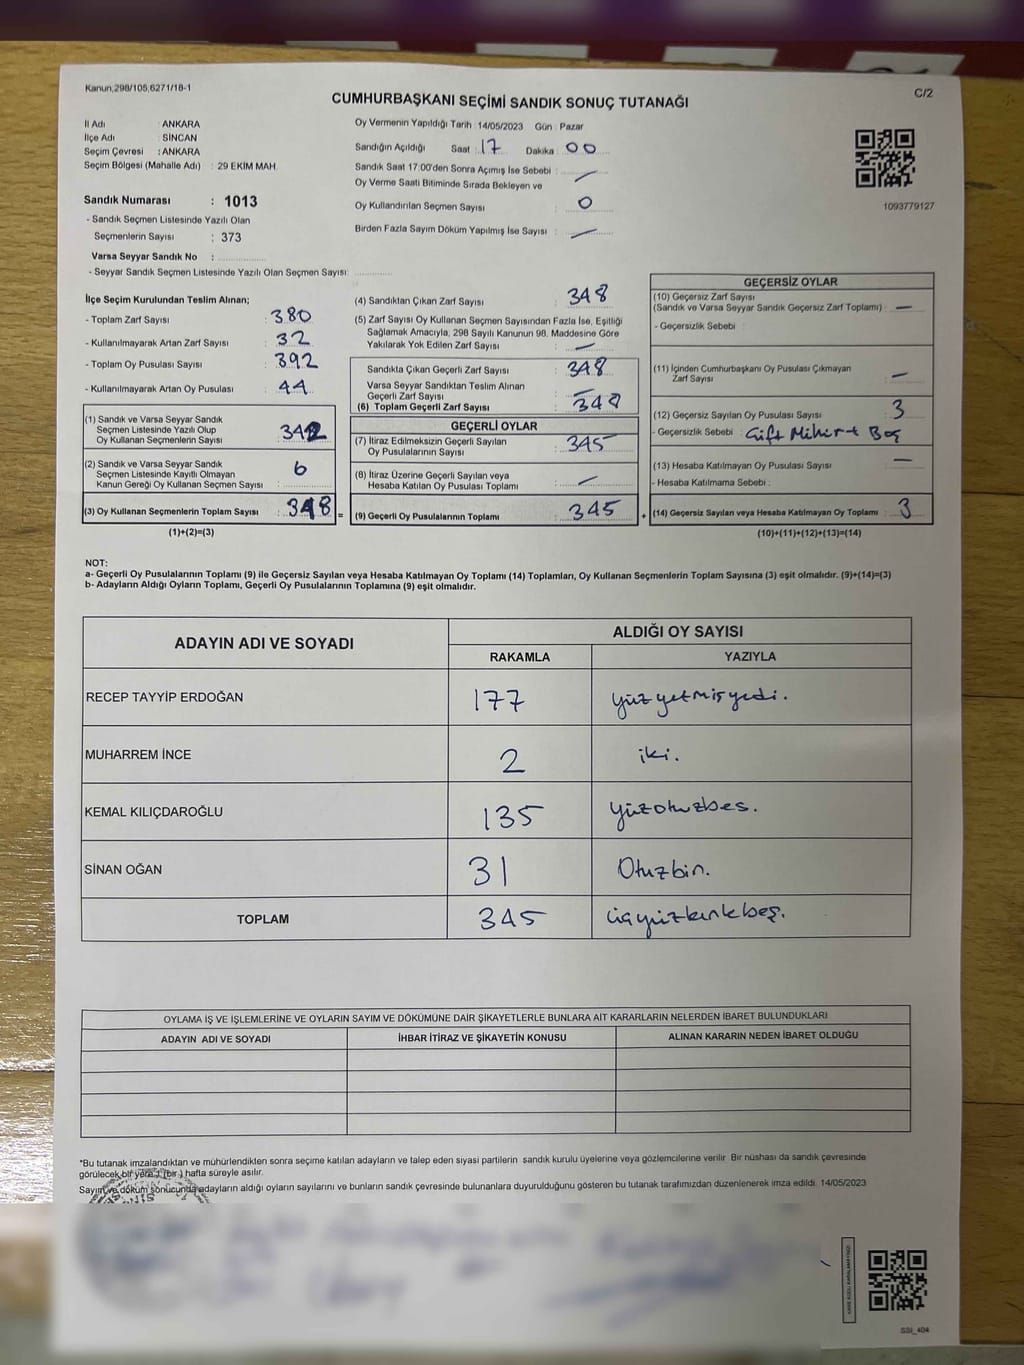 Kanun,298/105,6271/18-1
CUMHURBAŞKANI SEÇİMİ SANDIK SONUÇ TUTANAĞI
C/2
İl Adı : ANKARA
İlçe Adı : SİNCAN
Seçim Çevresi : ANKARA
Seçim Bölgesi (Mahalle Adı) : 29 EKİM MAH.
Sandık Numarası : 1013
- Sandık Seçmen Listesinde Yazılı Olan
Seçmenlerin Sayısı : 373
Varsa Seyyar Sandık No :
- Seyyar Sandık Seçmen Listesinde Yazılı Olan Seçmen Sayısı:
Oy Vermenin Yapıldığı Tarih : 14/05/2023 Gün : Pazar
Sandığın Açıldığı Saat : 17 Dakika : 00
Sandık Saat 17:00'den Sonra Açımış İse Sebebi : —
Oy Verme Saati Bitiminde Sırada Bekleyen ve
Oy Kullandırılan Seçmen Sayısı : 0
Birden Fazla Sayım Döküm Yapılmış İse Sayısı : —
1093779127
İlçe Seçim Kurulundan Teslim Alınan;
- Toplam Zarf Sayısı : 380
- Kullanılmayarak Artan Zarf Sayısı : 32
- Toplam Oy Pusulası Sayısı : 392
- Kullanılmayarak Artan Oy Pusulası : 44
(1) Sandık ve Varsa Seyyar Sandık
Seçmen Listesinde Yazılı Olup
Oy Kullanan Seçmenlerin Sayısı : 342
(2) Sandık ve Varsa Seyyar Sandık
Seçmen Listesinde Kayıtlı Olmayan
Kanun Gereği Oy Kullanan Seçmen Sayısı : 6
(3) Oy Kullanan Seçmenlerin Toplam Sayısı : 348
(1)+(2)=(3)
(4) Sandıktan Çıkan Zarf Sayısı : 348
(5) Zarf Sayısı Oy Kullanan Seçmen Sayısından Fazla İse, Eşitliği
Sağlamak Amacıyla, 298 Sayılı Kanunun 98. Maddesine Göre
Yakılarak Yok Edilen Zarf Sayısı : —
Sandıkta Çıkan Geçerli Zarf Sayısı : 348
Varsa Seyyar Sandıktan Teslim Alınan
Geçerli Zarf Sayısı : —
(6) Toplam Geçerli Zarf Sayısı : 348
GEÇERLİ OYLAR
(7) İtiraz Edilmeksizin Geçerli Sayılan
Oy Pusulalarının Sayısı : 345
(8) İtiraz Üzerine Geçerli Sayılan veya
Hesaba Katılan Oy Pusulası Toplamı : —
= (9) Geçerli Oy Pusulalarının Toplamı : 345
GEÇERSİZ OYLAR
(10) Geçersiz Zarf Sayısı
(Sandık ve Varsa Seyyar Sandık Geçersiz Zarf Toplamı) : —
- Geçersizlik Sebebi :
(11) İçinden Cumhurbaşkanı Oy Pusulası Çıkmayan
Zarf Sayısı : —
(12) Geçersiz Sayılan Oy Pusulası Sayısı : 3
- Geçersizlik Sebebi : Çift Mühür + Boş
(13) Hesaba Katılmayan Oy Pusulası Sayısı : —
- Hesaba Katılmama Sebebi :
+ (14) Geçersiz Sayılan veya Hesaba Katılmayan Oy Toplamı : 3
(10)+(11)+(12)+(13)=(14)
NOT:
a- Geçerli Oy Pusulalarının Toplamı (9) ile Geçersiz Sayılan veya Hesaba Katılmayan Oy Toplamı (14) Toplamları, Oy Kullanan Seçmenlerin Toplam Sayısına (3) eşit olmalıdır. (9)+(14)=(3)
b- Adayların Aldığı Oyların Toplamı, Geçerli Oy Pusulalarının Toplamına (9) eşit olmalıdır.
ADAYIN ADI VE SOYADI
ALDIĞI OY SAYISI
RAKAMLA YAZIYLA
RECEP TAYYİP ERDOĞAN 177 yüzyetmişyedi.
MUHARREM İNCE 2 iki.
KEMAL KILIÇDAROĞLU 135 yüzotuzbes.
SİNAN OĞAN 31 Otuzbir.
TOPLAM 345 üçyüzkırkbeş.
OYLAMA İŞ VE İŞLEMLERİNE VE OYLARIN SAYIM VE DÖKÜMÜNE DAİR ŞİKAYETLERLE BUNLARA AİT KARARLARIN NELERDEN İBARET BULUNDUKLARI
ADAYIN ADI VE SOYADI İHBAR İTİRAZ VE ŞİKAYETİN KONUSU ALINAN KARARIN NEDEN İBARET OLDUĞU
*Bu tutanak imzalandıktan ve mühürlendikten sonra seçime katılan adayların ve talep eden siyasi partilerin sandık kurulu üyelerine veya gözlemcilerine verilir. Bir nüshası da sandık çevresinde
görülecek bir yere 1 (bir ) hafta süreyle asılır.
Sayım ve döküm sonucunda adayların aldığı oyların sayılarını ve bunların sandık çevresinde bulunanlara duyurulduğunu gösteren bu tutanak tarafımızdan düzenlenerek imza edildi. 14/05/2023
SSI_404